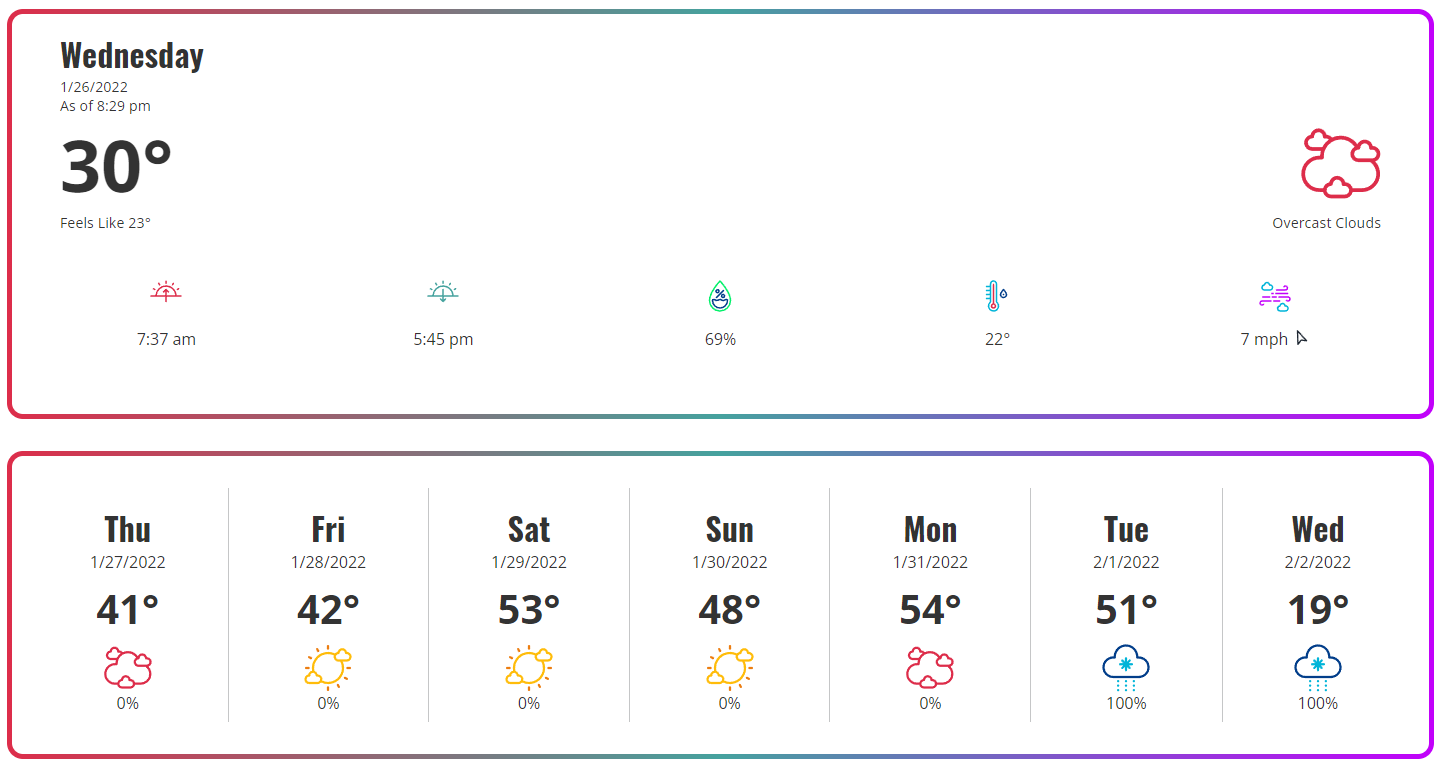 Wednesday
1/26/2022
As of 8:29 pm
30°
Feels Like 23°
Overcast Clouds
7:37 am
5:45 pm
%
69%
22°
7 mph
Thu
1/27/2022
41°
0%
Fri
1/28/2022
42°
0%
Sat
1/29/2022
53°
0%
Sun
1/30/2022
48°
0%
Mon
1/31/2022
54°
0%
Tue
2/1/2022
51°
100%
Wed
2/2/2022
19°
100%